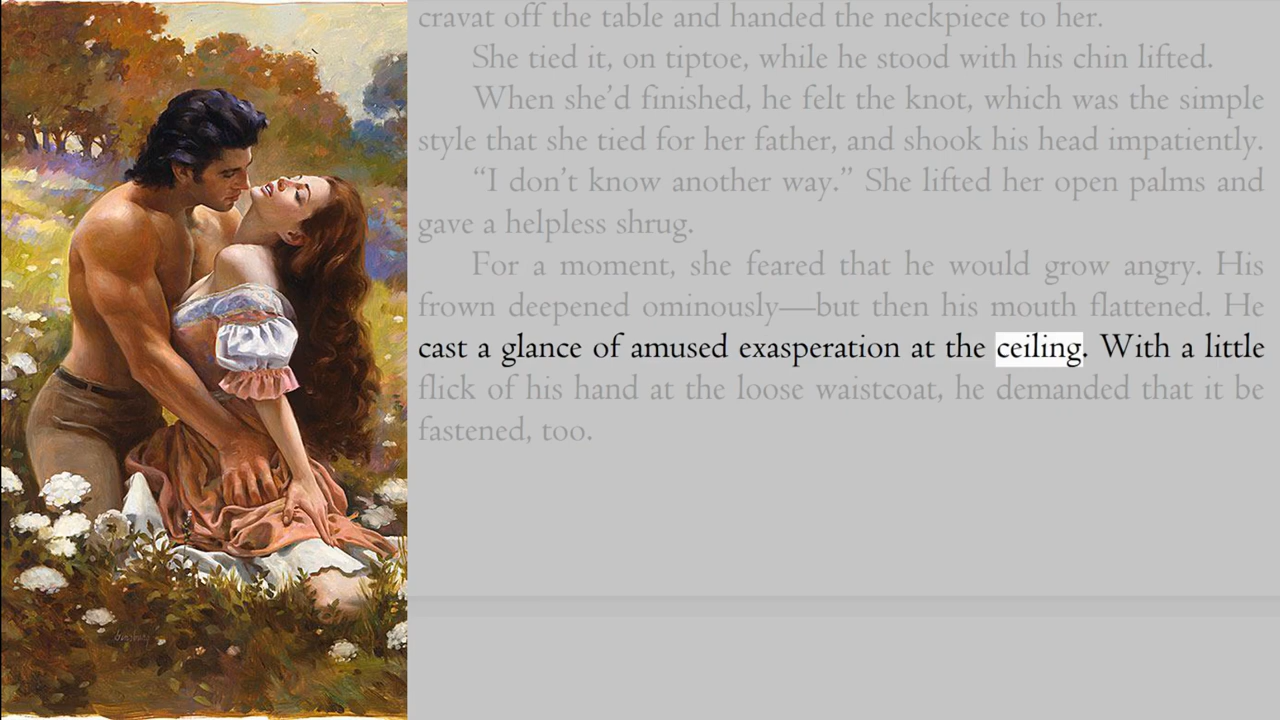 cravat off the table and handed the neckpiece to her.
She tied it, on tiptoe, while he stood with his chin lifted.
When she’d finished, he felt the knot, which was the simple
style that she tied for her father, and shook his head impatiently.
“I don’t know another way.” She lifted her open palms and
gave a helpless shrug.
For a moment, she feared that he would grow angry. His
frown deepened ominously—but then his mouth flattened. He
cast a glance of amused exasperation at the ceiling. With a little
flick of his hand at the loose waistcoat, he demanded that it be
fastened, too.